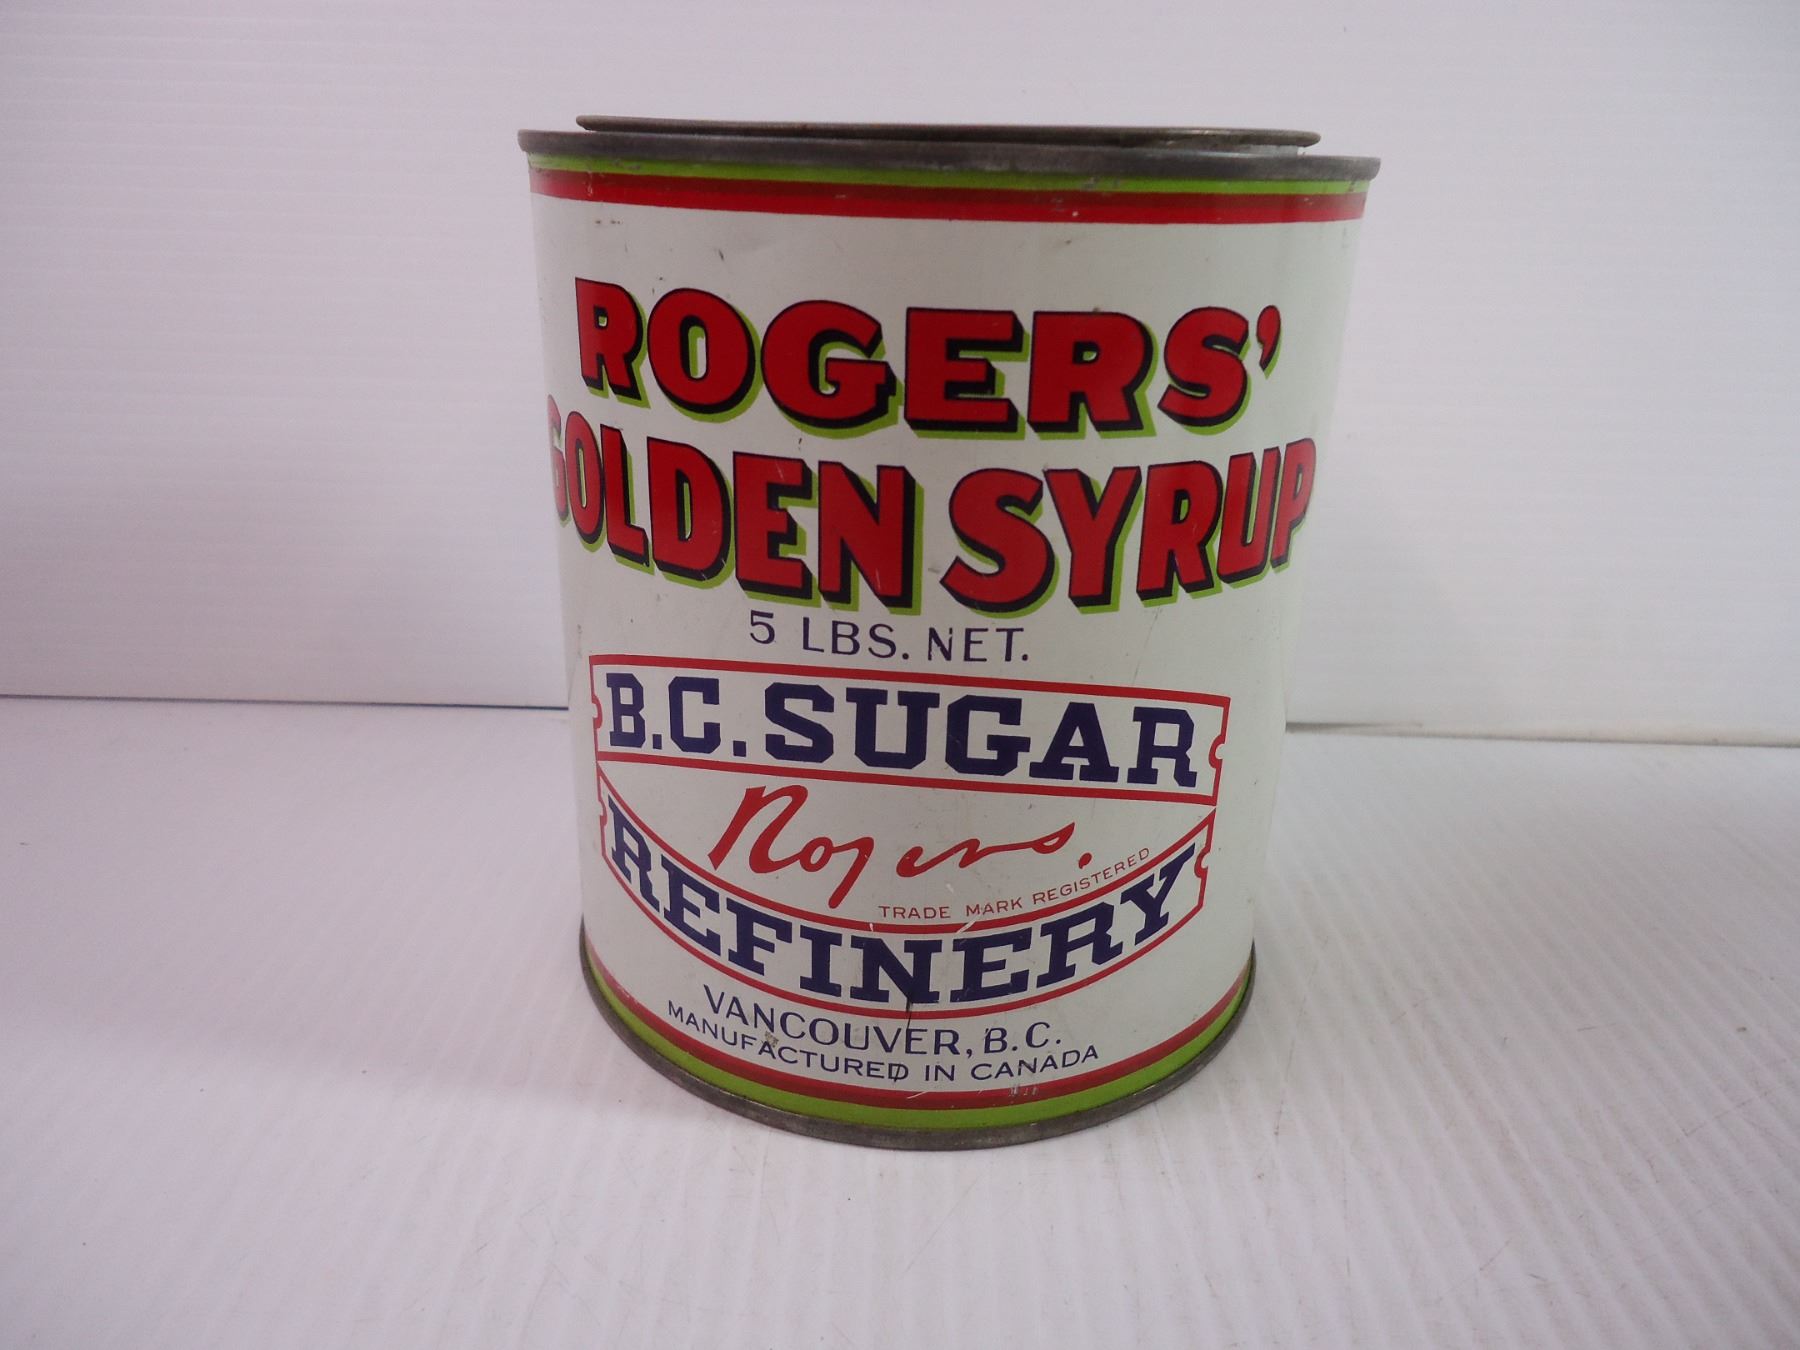 ROGERS'
GOLDEN SYRUP
5 LBS. NET.
B.C. SUGAR
Rogers.
TRADE MARK REGISTERED
REFINERY
VANCOUVER, B.C.
MANUFACTURED IN CANADA